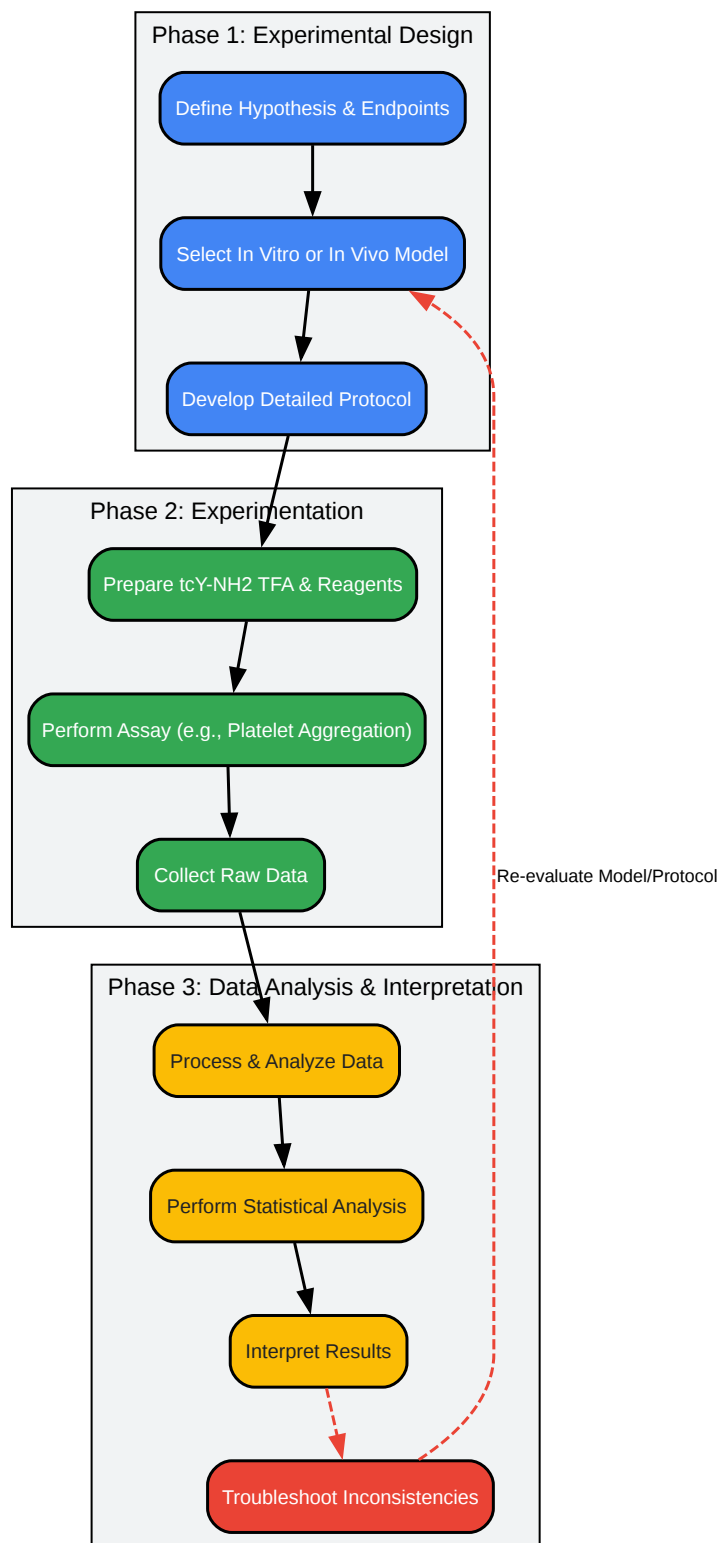 Phase 1: Experimental Design
Define Hypothesis & Endpoints
Select In Vitro or In Vivo Model
Develop Detailed Protocol
Phase 2: Experimentation
Prepare tcY-NH2 TFA & Reagents
Perform Assay (e.g., Platelet Aggregation)
Collect Raw Data
Re-evaluate Model/Protocol
Phase 3: Data Analysis & Interpretation
Process & Analyze Data
Perform Statistical Analysis
Interpret Results
Troubleshoot Inconsistencies